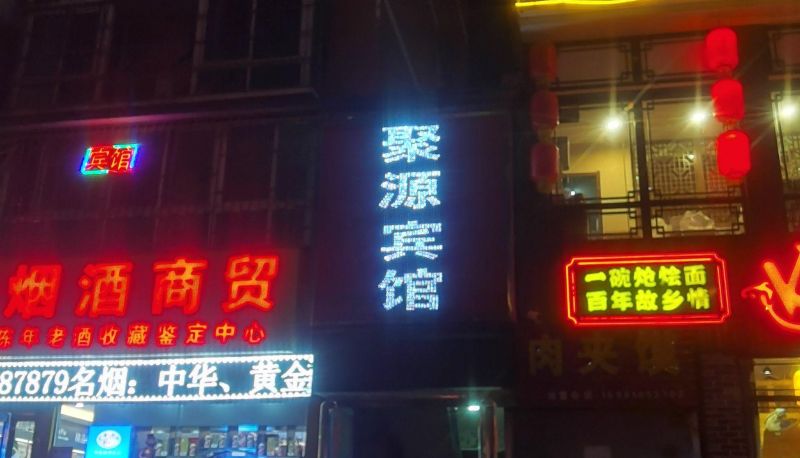 宾馆
烟酒商贸
陈年老酒收藏鉴定中心
87879名烟：中华、黄金
聚源宾馆
一碗炝烩面
百年故乡情
肉夹馍